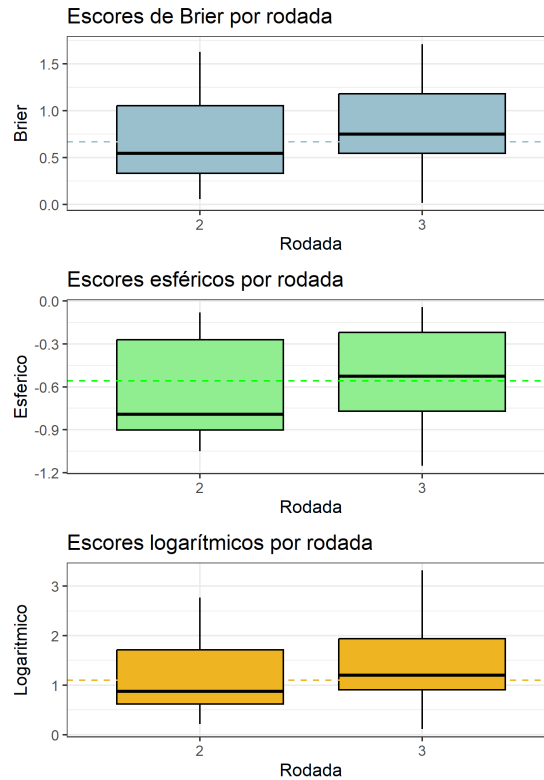 Escores de Brier por rodada
1.5
1.0
0.5
0.0
Brier
2
3
Rodada
Escores esféricos por rodada
0.0
-0.3
-0.6
-0.9
-1.2
Esferico
2
3
Rodada
Escores logarítmicos por rodada
3
2
1
0
Logaritmico
2
3
Rodada